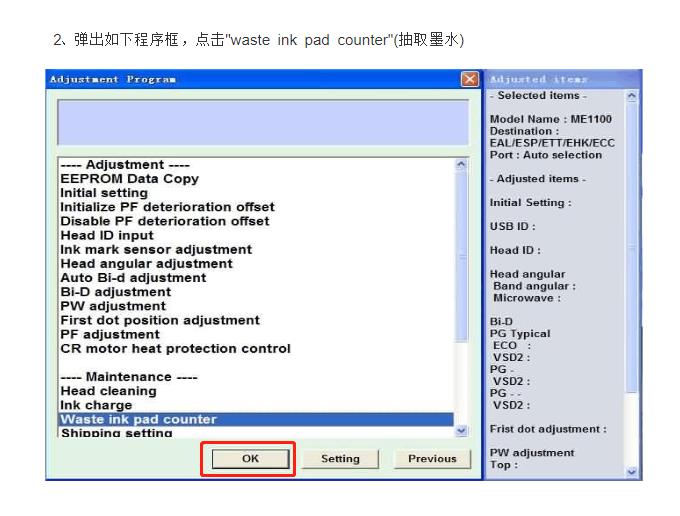 2、弹出如下程序框，点击"waste ink pad counter"(抽取墨水)
Adjustment Program
---- Adjustment ----
EEPROM Data Copy
Initial setting
Initialize PF deterioration offset
Disable PF deterioration offset
Head ID input
Ink mark sensor adjustment
Head angular adjustment
Auto Bi-d adjustment
Bi-D adjustment
PW adjustment
First dot position adjustment
PF adjustment
CR motor heat protection control
---- Maintenance ----
Head cleaning
Ink charge
Waste ink pad counter
Shipping setting
OK
Setting
Previous
Adjusted items
- Selected items -
Model Name : ME1100
Destination :
EAL/ESP/ETT/EHK/ECC
Port : Auto selection
- Adjusted items -
Initial Setting :
USB ID :
Head ID :
Head angular
Band angular :
Microwave :
Bi-D
PG Typical
ECO :
VSD2 :
PG -
VSD2 :
PG - -
VSD2 :
Frist dot adjustment :
PW adjustment
Top :